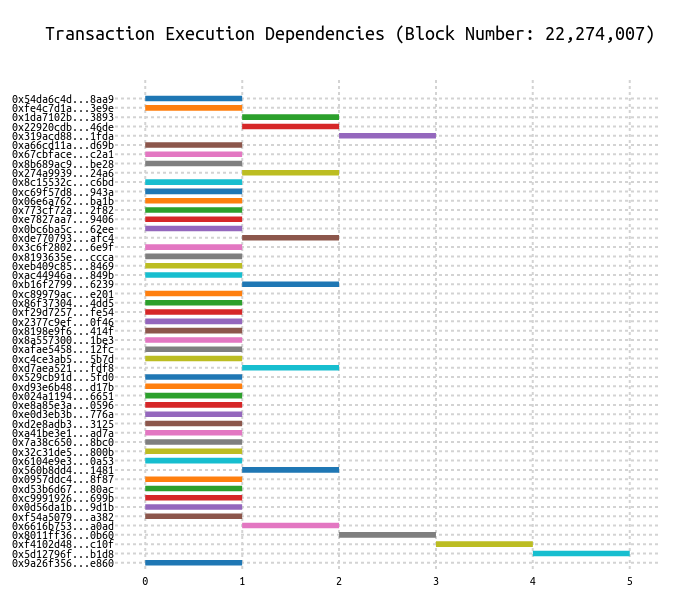 Transaction Execution Dependencies (Block Number: 22,274,007)
0x54da6c4d...8aa9
0xfe4c7d1a...3e9e
0x1da7102b...3893
0x22920cdb...46de
0x319acd88...1fda
0xa66cd11a...d69b
0x67cbface...c2a1
0x8b689ac9...be28
0x274a9939...24a6
0x8c15532c...c6bd
0xc69f57d8...943a
0x06e6a762...ba1b
0x773cf72a...2f82
0xe7827aa7...9406
0x0bc6ba5c...62ee
0xde770793...afc4
0x3c6f2802...6e9f
0x8193635e...ccca
0xeb409c85...8469
0xac44946a...849b
0xb16f2799...6239
0xc89979ac...e201
0x86f37304...4dd5
0xf29d7257...fe54
0x2377c9ef...0f46
0x8198e9f6...414f
0x8a557300...1be3
0xafae5458...12fc
0xc4ce3ab5...5b7d
0xd7aea521...fdf8
0x529cb91d...5fd0
0xd93e6b48...d17b
0x024a1194...6651
0xe8a85e3a...0596
0xe0d3eb3b...776a
0xd2e8adb3...3125
0xa41be3e1...ad7a
0x7a38c650...8bc0
0x32c31de5...800b
0x6104e9e3...0a53
0x560b8dd4...1481
0x0957ddc4...8f87
0xd53b6d67...80ac
0xc9991926...699b
0x0d56da1b...9d1b
0xf54a5079...a382
0x6616b753...a0ad
0x8011ff36...0b60
0xf4102d48...c10f
0x5d12796f...b1d8
0x9a26f356...e860
0 1 2 3 4 5